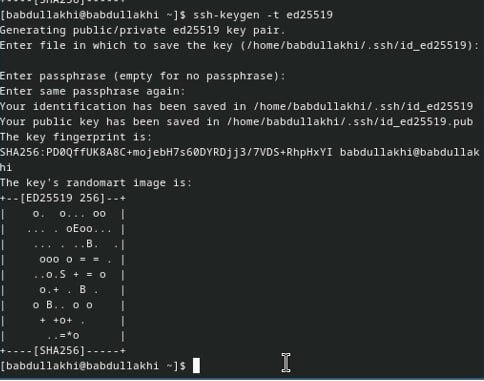 +----[SHA256]-----+
[babdullakhi@babdullakhi ~]$ ssh-keygen -t ed25519
Generating public/private ed25519 key pair.
Enter file in which to save the key (/home/babdullakhi/.ssh/id_ed25519):
Enter passphrase (empty for no passphrase):
Enter same passphrase again:
Your identification has been saved in /home/babdullakhi/.ssh/id_ed25519
Your public key has been saved in /home/babdullakhi/.ssh/id_ed25519.pub
The key fingerprint is:
SHA256:PD0QffUK8A8C+mojebH7s60DYRDjj3/7VDS+RhpHxYI babdullakhi@babdullak
hi
The key's randomart image is:
+--[ED25519 256]--+
|    o.  o... oo  |
|   ... . oEoo... |
|    ... . ..B.  .|
|     ooo o = = . |
|    ..o.S + = o  |
|     o.+ . B .   |
|    o B.. o o    |
|     + +o+ .     |
|      ..=*o      |
+----[SHA256]-----+
[babdullakhi@babdullakhi ~]$